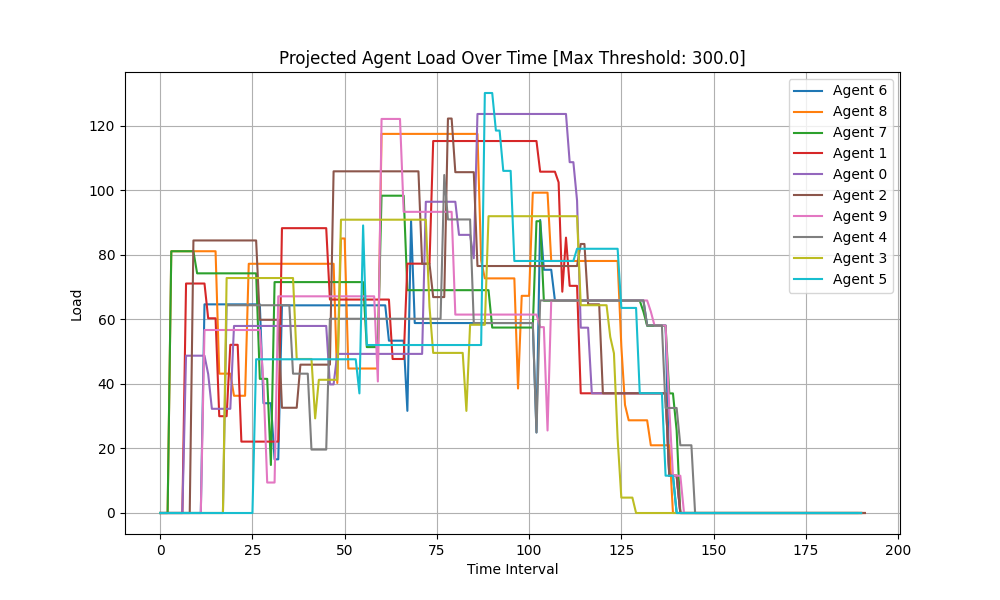 Projected Agent Load Over Time [Max Threshold: 300.0]
Load
120
100
80
60
40
20
0
0 25 50 75 100 125 150 175 200
Time Interval
Agent 6
Agent 8
Agent 7
Agent 1
Agent 0
Agent 2
Agent 9
Agent 4
Agent 3
Agent 5